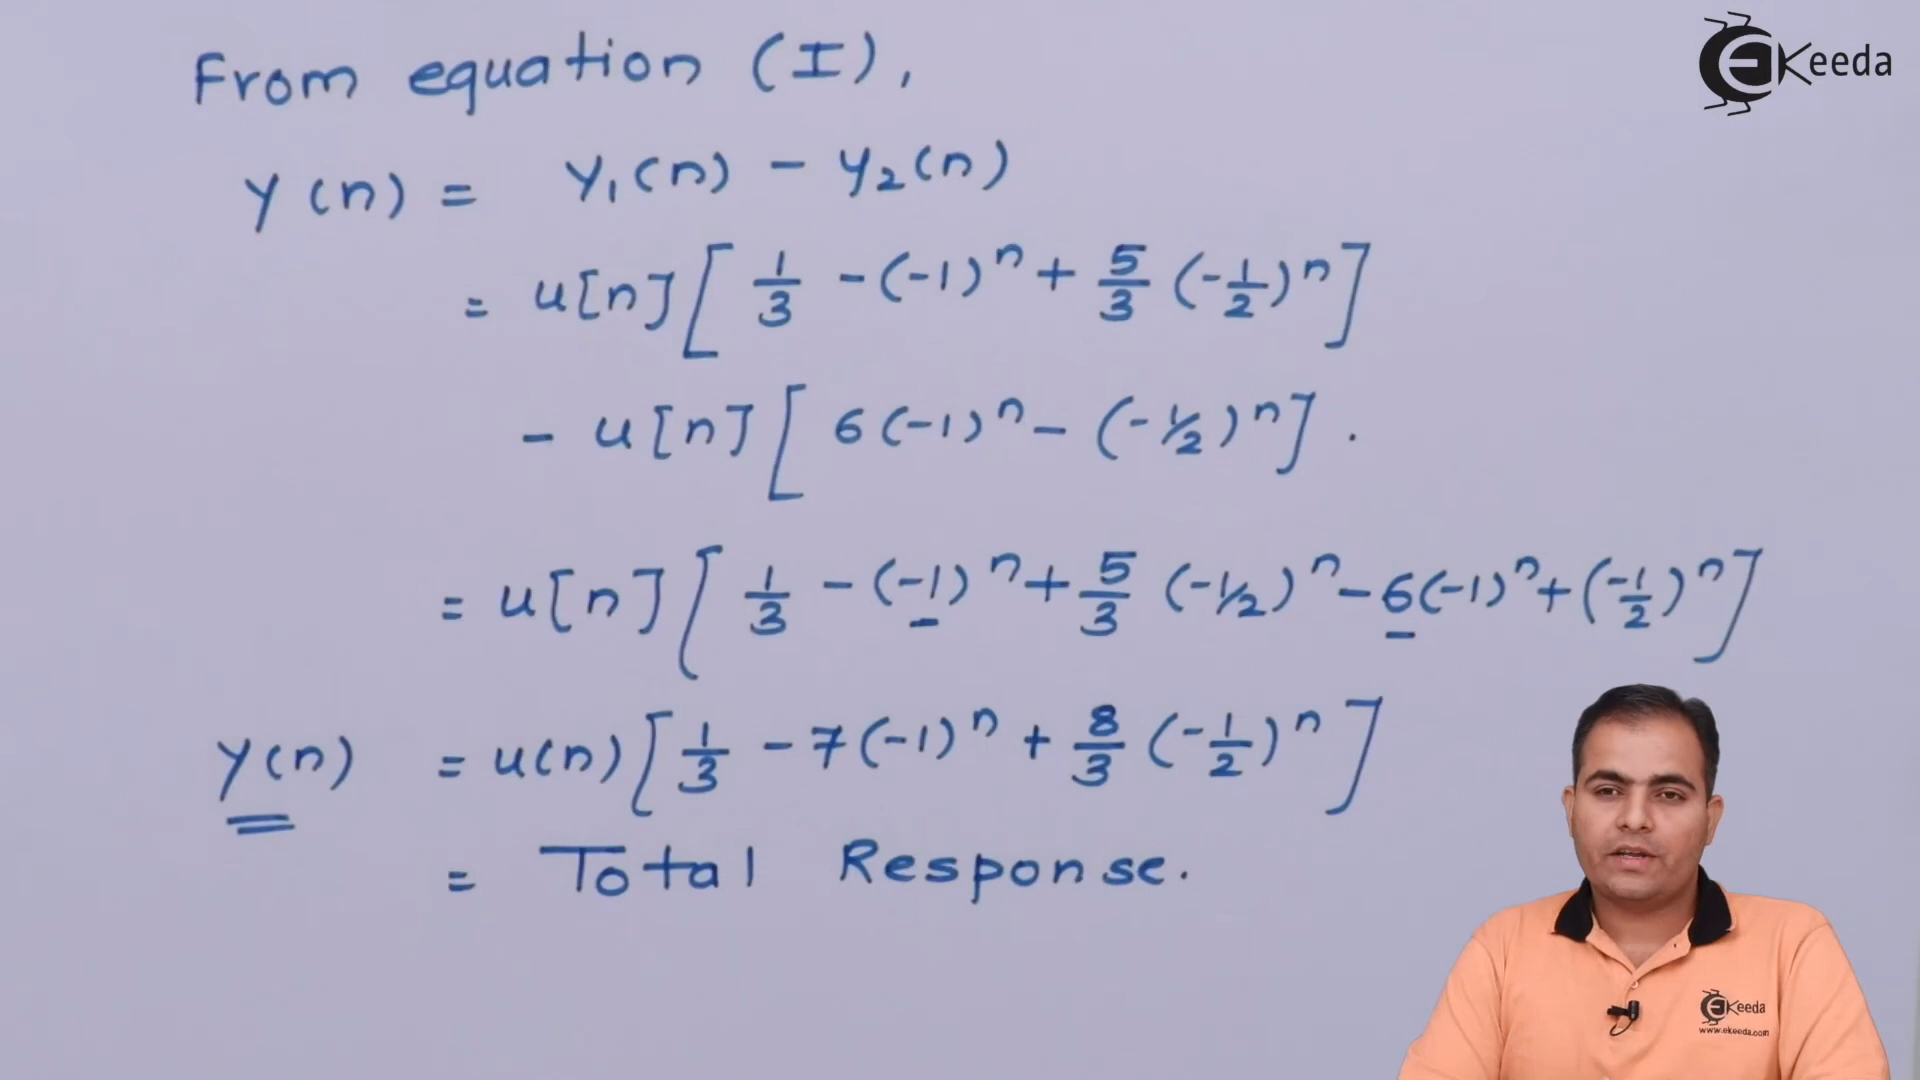 From equation (I),
EKeeda
y(n) = y₁(n) - y₂(n)
= u[n] [ 1/3 - (-1)ⁿ + 5/3 (-1/2)ⁿ ]
- u[n] [ 6(-1)ⁿ - (-1/2)ⁿ ] .
= u[n] [ 1/3 - (-1)ⁿ + 5/3 (-1/2)ⁿ - 6(-1)ⁿ + (-1/2)ⁿ ]
y(n) = u(n) [ 1/3 - 7(-1)ⁿ + 8/3 (-1/2)ⁿ ]
= Total Response.
EKeeda
www.ekeeda.com